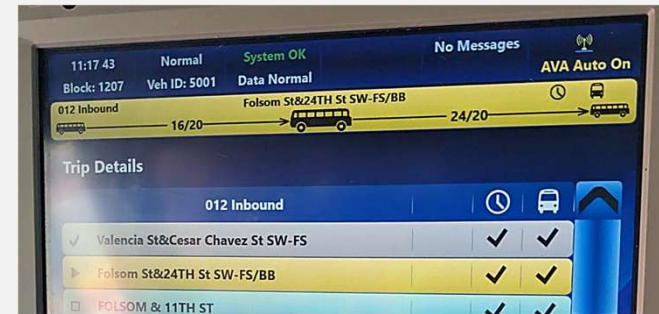 11:17 43 Normal System OK No Messages
Block: 1207 Veh ID: 5001 Data Normal AVA Auto On
012 Inbound Folsom St&24TH St SW-FS/BB
16/20 24/20
Trip Details
012 Inbound
Valencia St&Cesar Chavez St SW-FS
Folsom St&24TH St SW-FS/BB
FOLSOM & 11TH ST